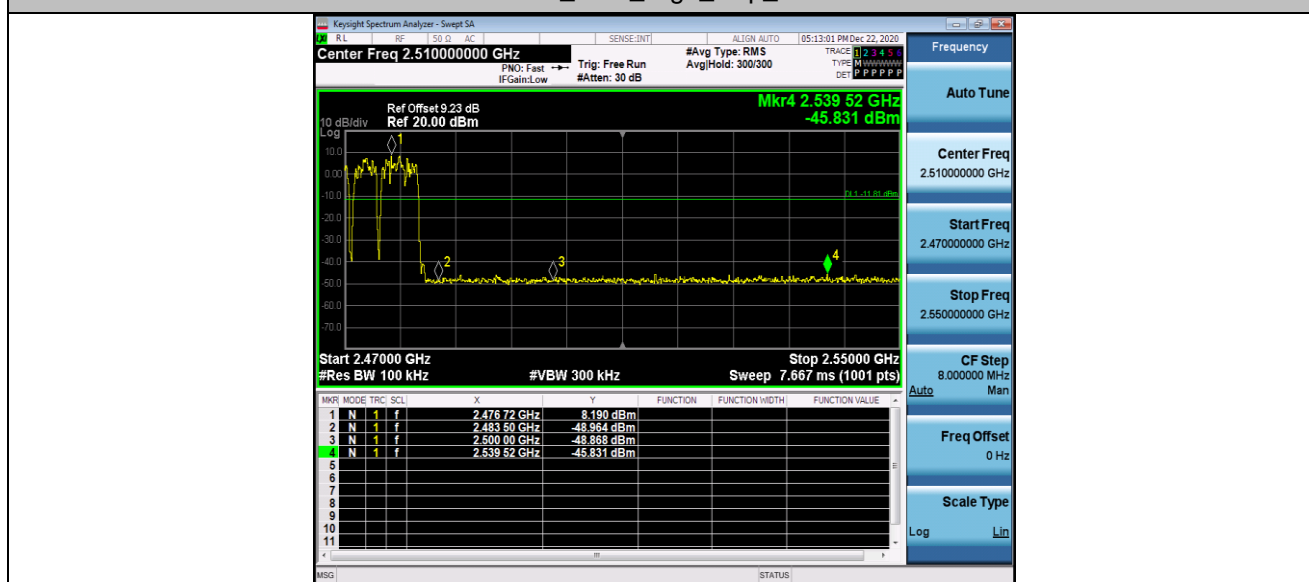 Keysight Spectrum Analyzer - Swept SA
RL RF 50 Ω AC SENSE:INT ALIGN AUTO 05:13:01 PM Dec 22, 2020
Center Freq 2.510000000 GHz
#Avg Type: RMS
TRACE 1 2 3 4 5 6
PNO: Fast Trig: Free Run Avg|Hold: 300/300
TYPE M WWWWW
IFGain:Low #Atten: 30 dB
DET P P P P P P
Mkr4 2.539 52 GHz
-45.831 dBm
Ref Offset 9.23 dB
10 dB/div Ref 20.00 dBm
Log
10.0
0.00
-10.0
-20.0
-30.0
-40.0
-50.0
-60.0
-70.0
1
2
3
4
DL1 -11.81 dBm
Start 2.47000 GHz Stop 2.55000 GHz
#Res BW 100 kHz #VBW 300 kHz Sweep 7.667 ms (1001 pts)
MKR MODE TRC SCL X Y FUNCTION FUNCTION WIDTH FUNCTION VALUE
1 N 1 f 2.476 72 GHz 8.190 dBm
2 N 1 f 2.483 50 GHz -48.964 dBm
3 N 1 f 2.500 00 GHz -48.868 dBm
4 N 1 f 2.539 52 GHz -45.831 dBm
5
6
7
8
9
10
11
MSG STATUS
Frequency
Auto Tune
Center Freq
2.510000000 GHz
Start Freq
2.470000000 GHz
Stop Freq
2.550000000 GHz
CF Step
8.000000 MHz
Auto Man
Freq Offset
0 Hz
Scale Type
Log Lin